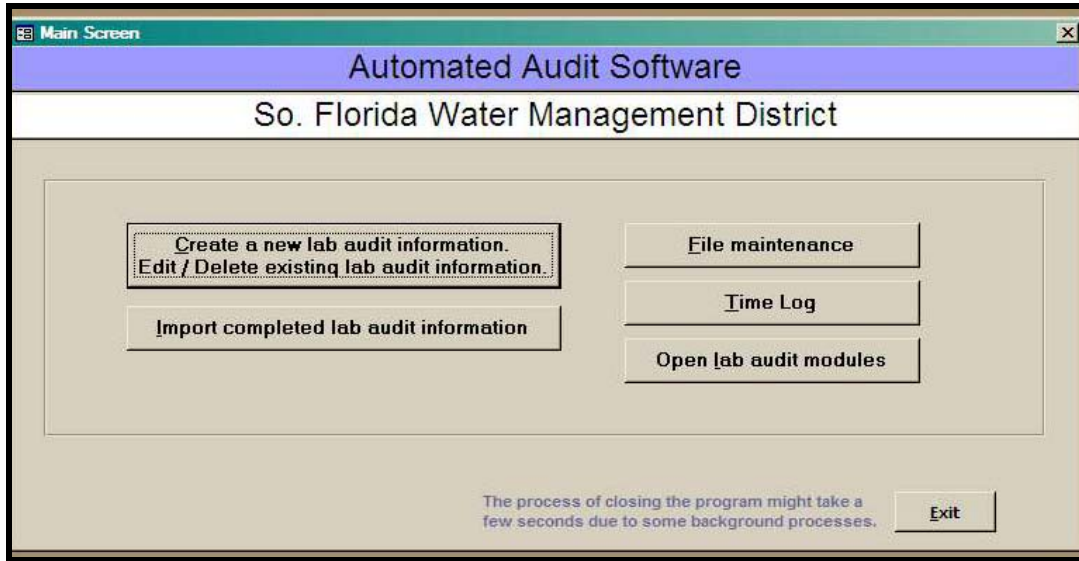 Main Screen
Automated Audit Software
So. Florida Water Management District
Create a new lab audit information.
Edit / Delete existing lab audit information.
Import completed lab audit information
File maintenance
Time Log
Open lab audit modules
The process of closing the program might take a
few seconds due to some background processes.
Exit